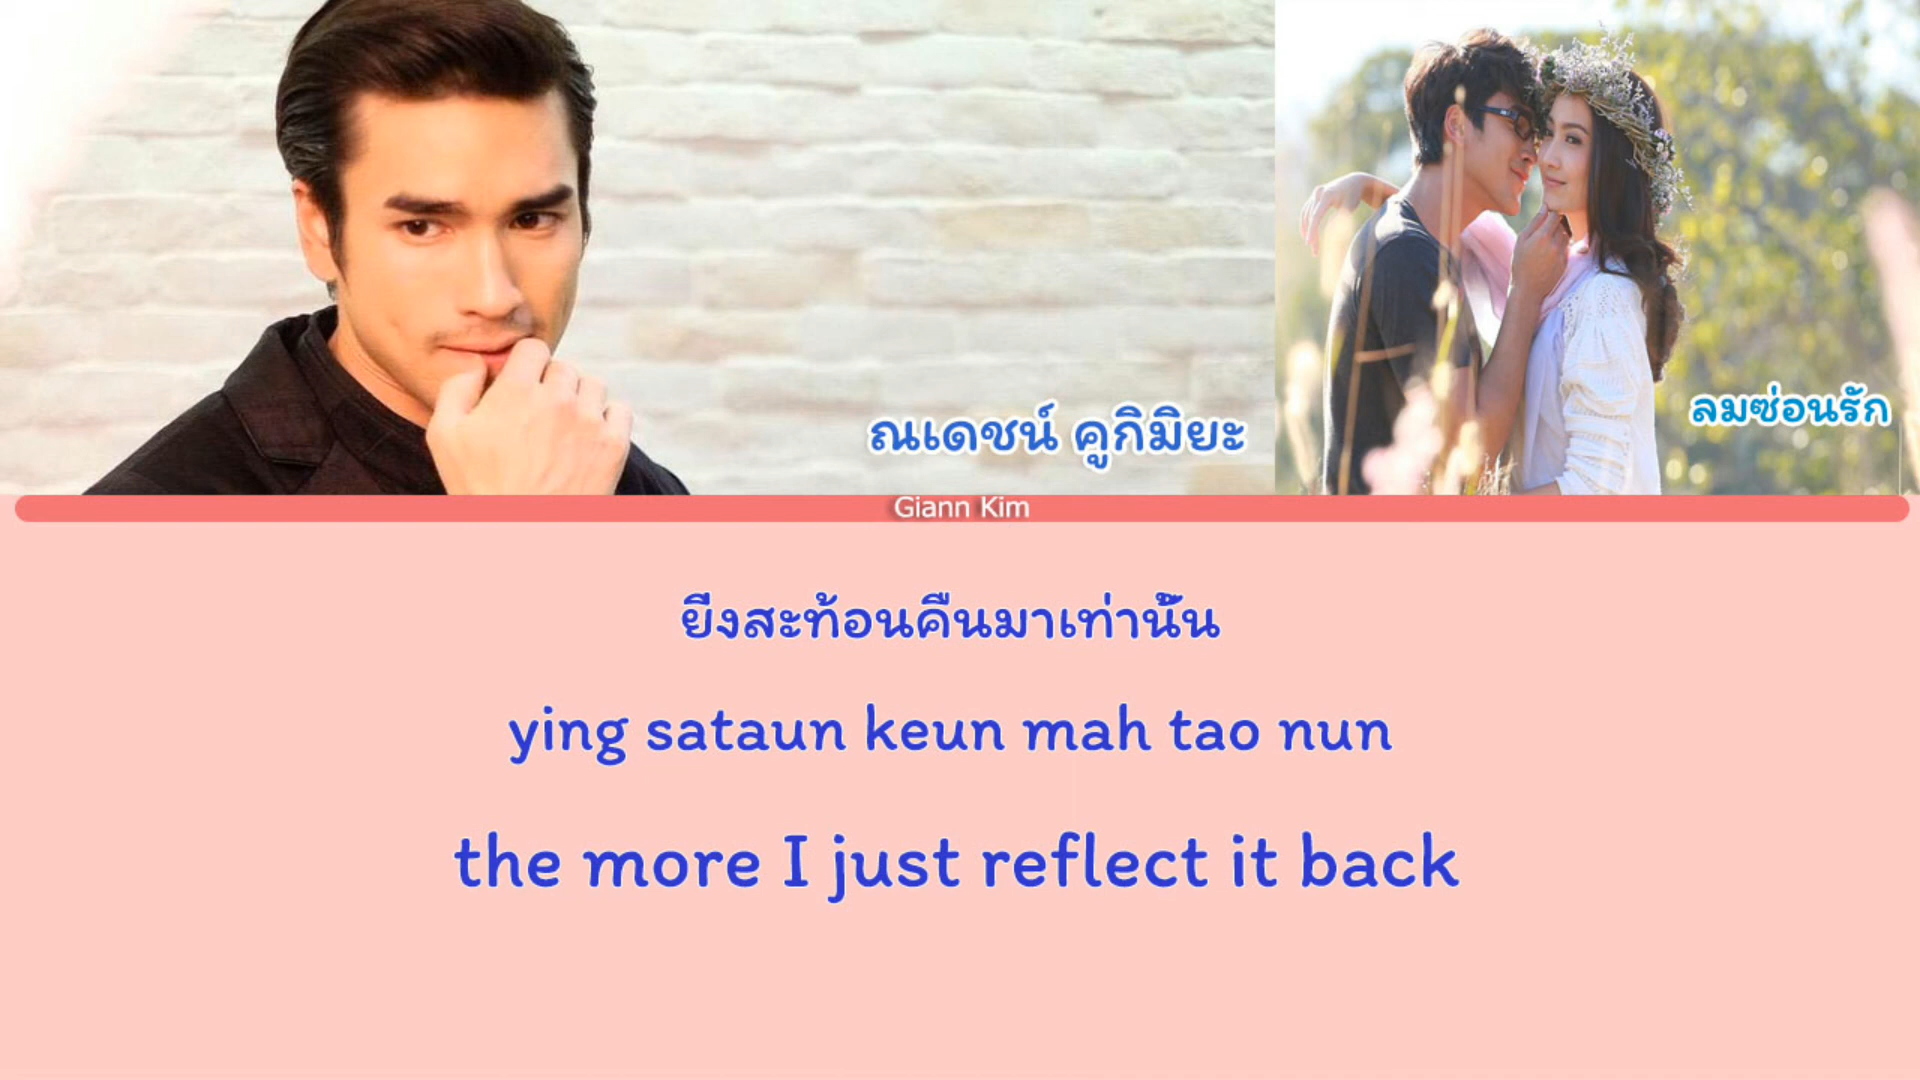 ณเดชน์ คูกิมิยะ
ลมซ่อนรัก
Giann Kim
ยิ่งสะท้อนคืนมาเท่านั้น
ying sataun keun mah tao nun
the more I just reflect it back